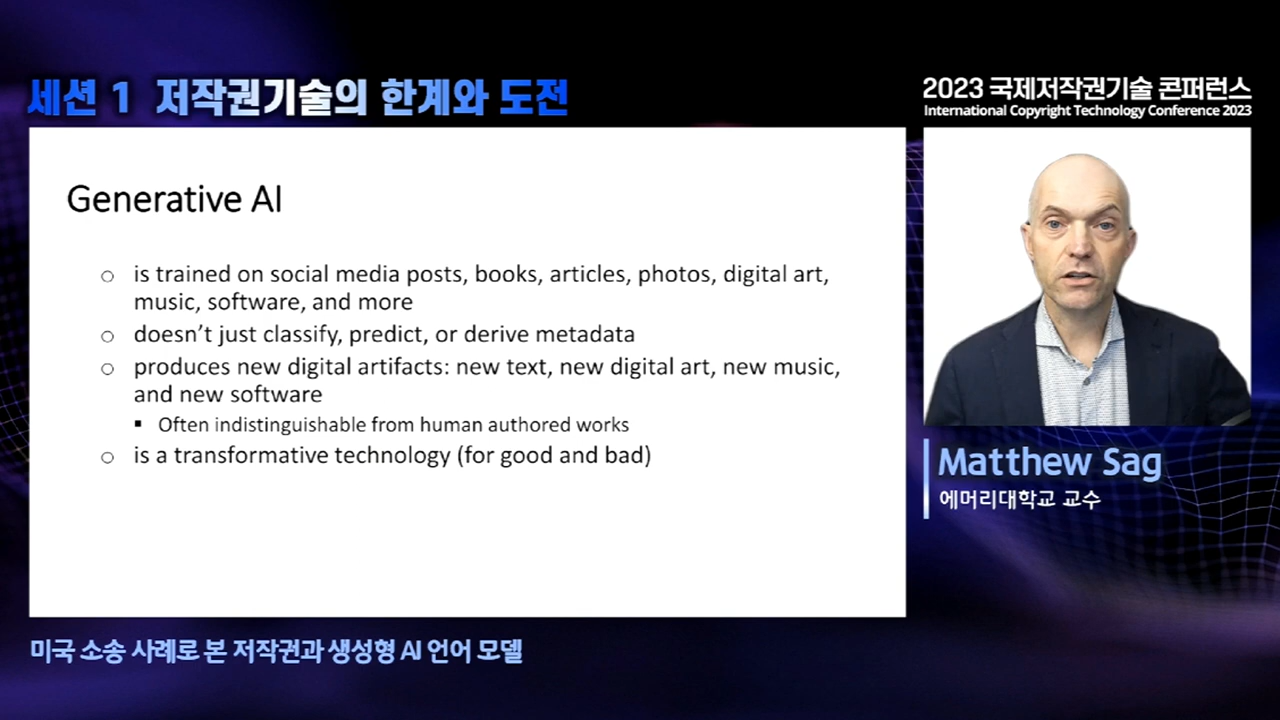 세션 1 저작권기술의 한계와 도전
2023 국제저작권기술 콘퍼런스
International Copyright Technology Conference 2023
Generative AI
○ is trained on social media posts, books, articles, photos, digital art,
music, software, and more
○ doesn’t just classify, predict, or derive metadata
○ produces new digital artifacts: new text, new digital art, new music,
and new software
▪ Often indistinguishable from human authored works
○ is a transformative technology (for good and bad)
Matthew Sag
에머리대학교 교수
미국 소송 사례로 본 저작권과 생성형 AI 언어 모델